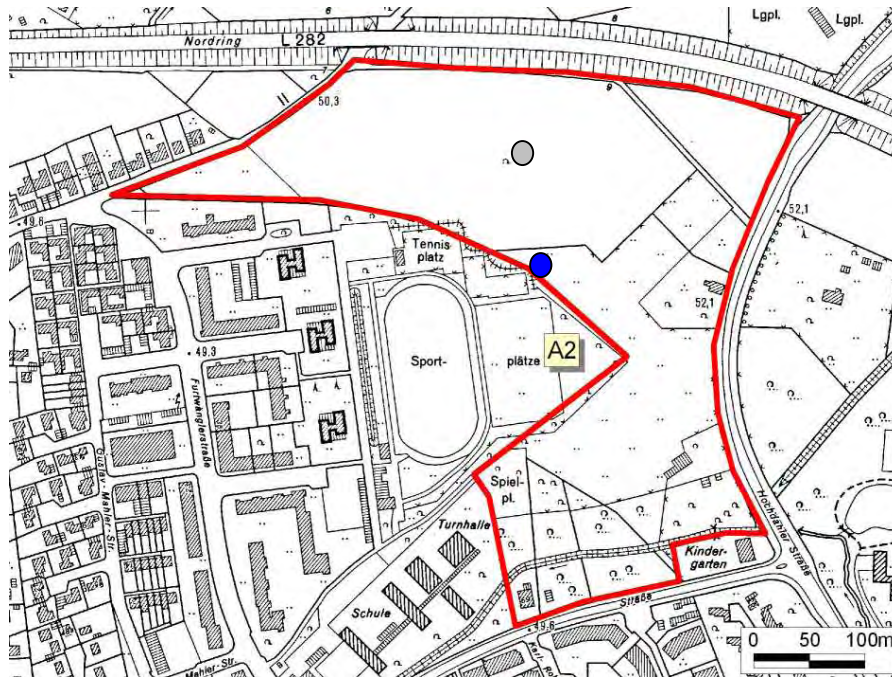 Nordring L 282
Lgpl.
Lgpl.
50,3
9
49,6
8
52,1
Tennis
platz
52,1
49,3
Sport-
plätze
A2
Furtwänglerstraße
Gustav-Mahler-Str.
Spiel-
pl.
Turnhalle
Hochdahler Straße
Kinder-
garten
Schule
Straße
49,6
Mahler-Str.
0 50 100m